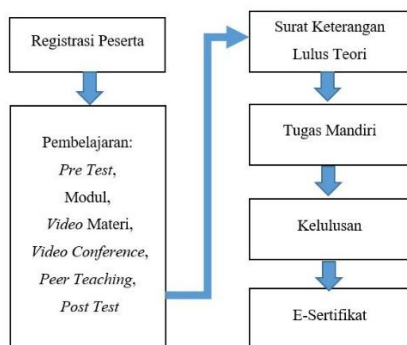 Registrasi Peserta
Pembelajaran:
Pre Test,
Modul,
Video Materi,
Video Conference,
Peer Teaching,
Post Test
Surat Keterangan
Lulus Teori
Tugas Mandiri
Kelulusan
E-Sertifikat